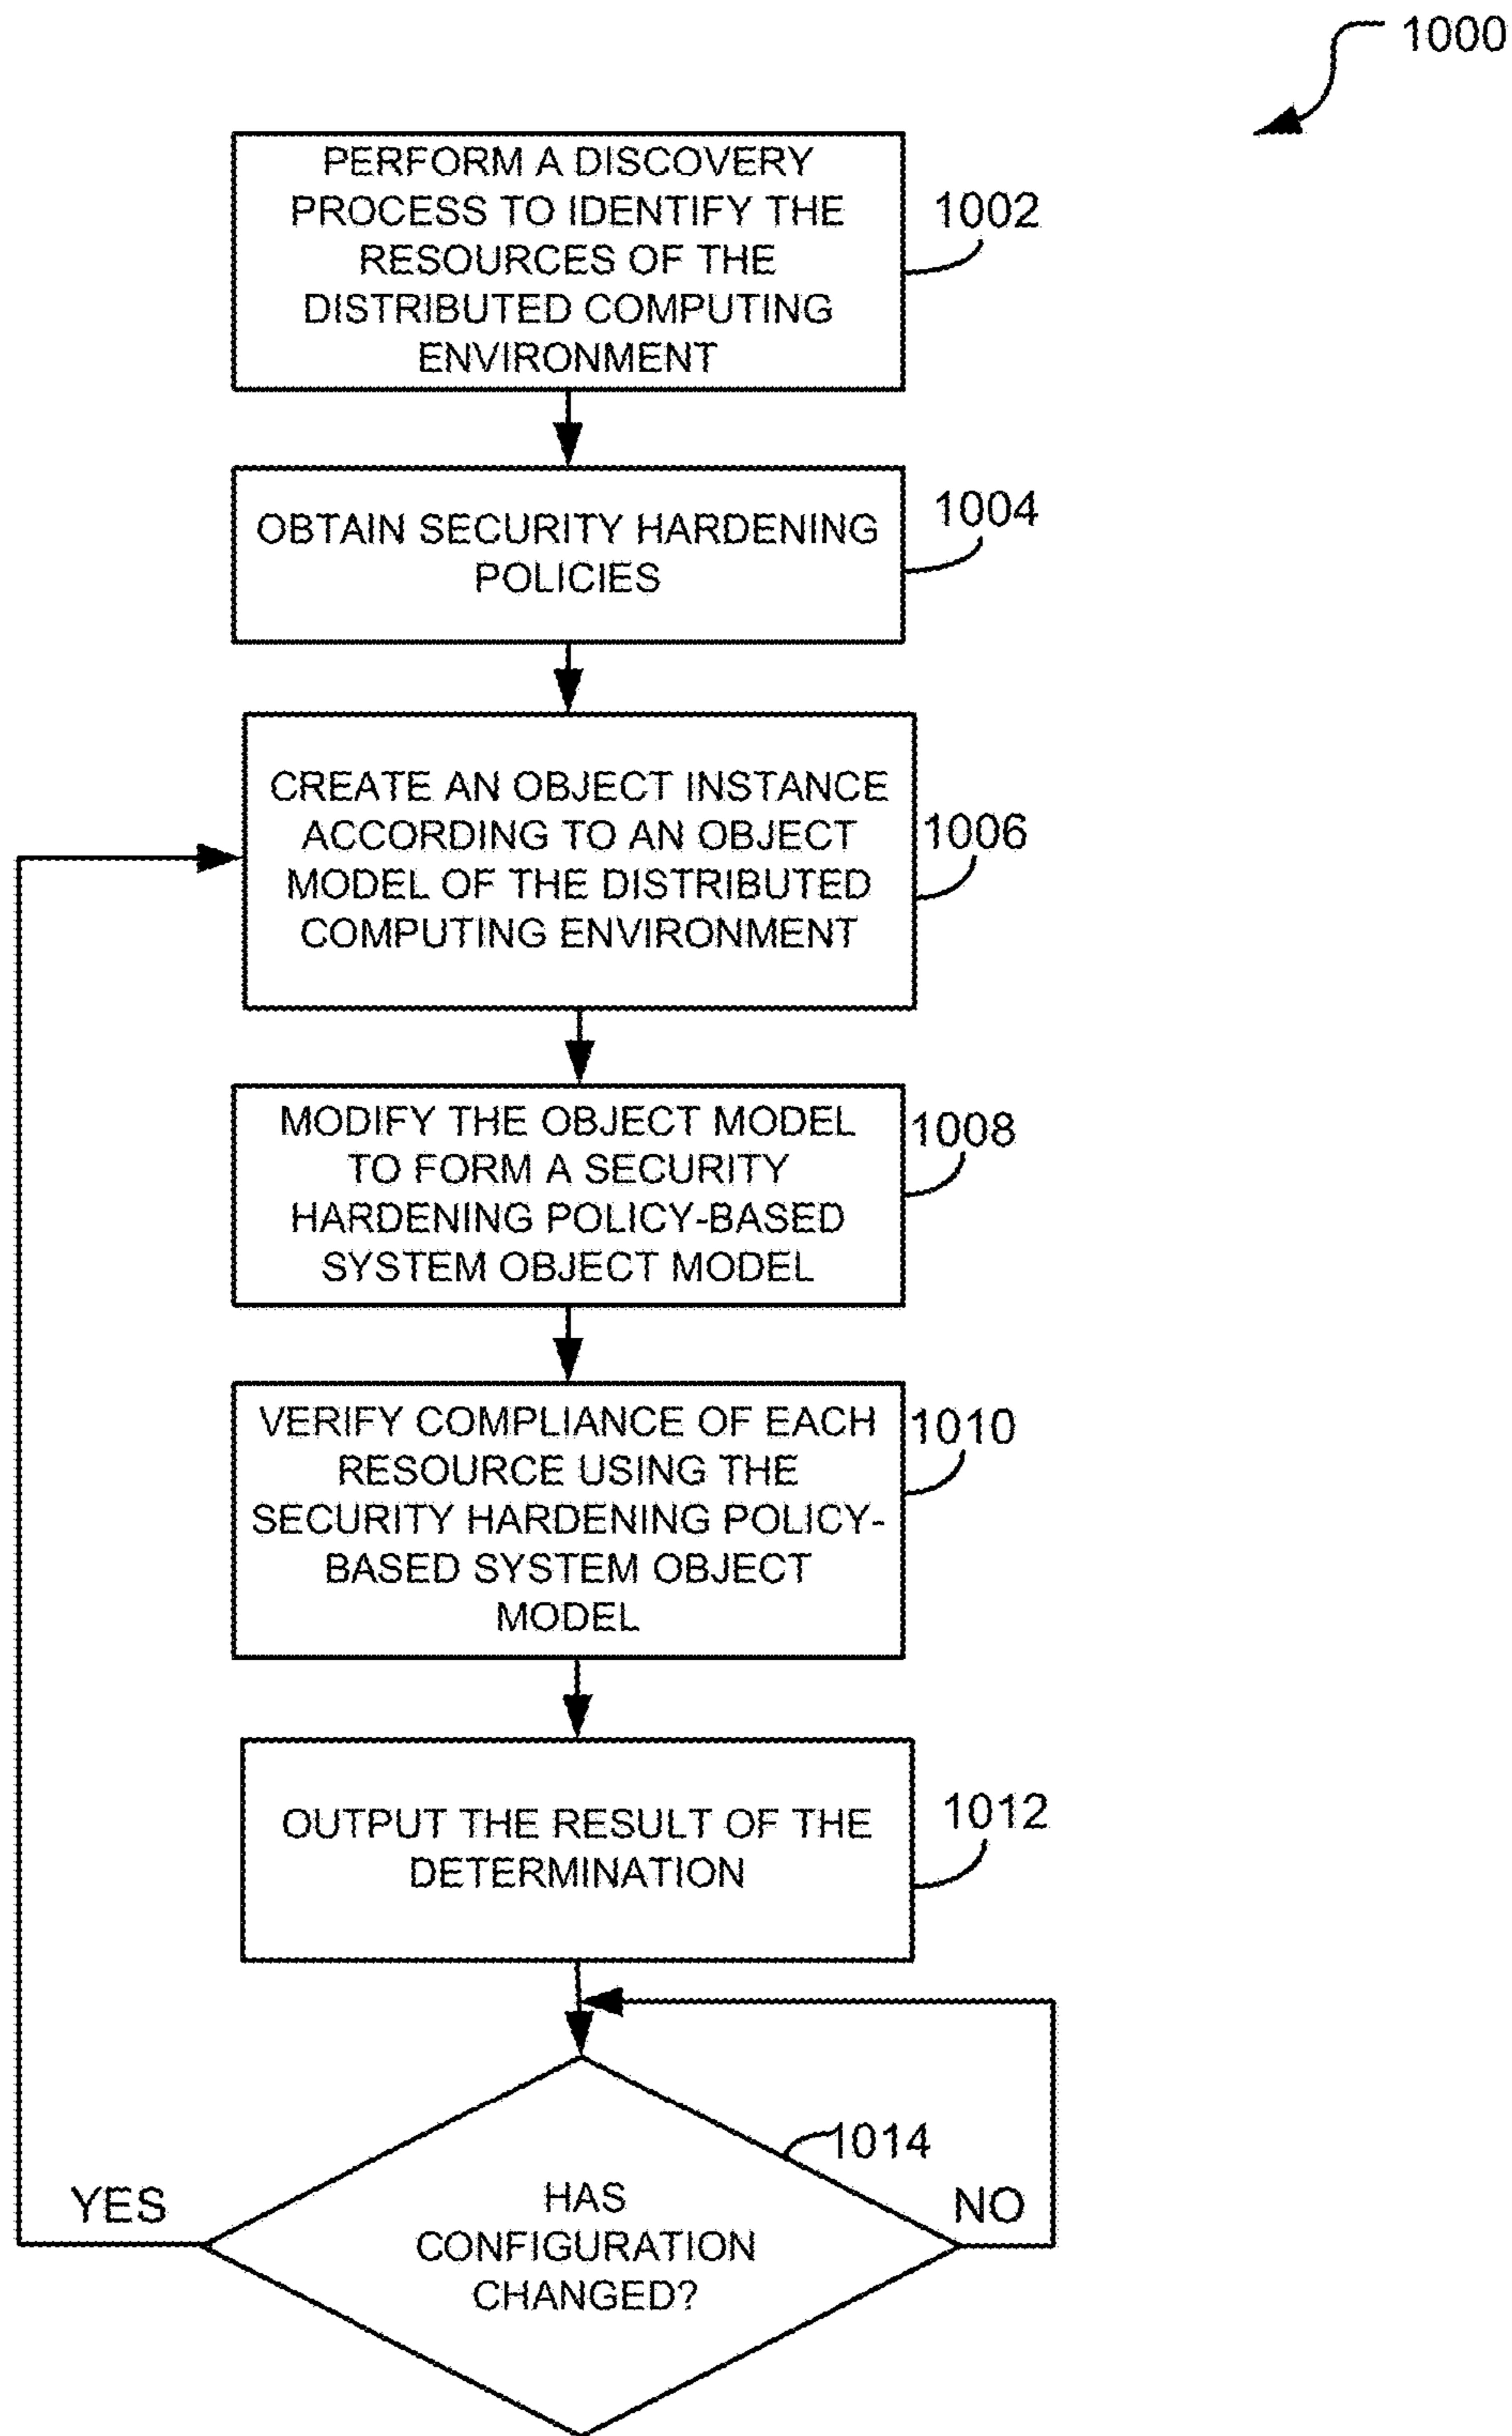 1000
PERFORM A DISCOVERY
PROCESS TO IDENTIFY THE
RESOURCES OF THE
DISTRIBUTED COMPUTING
ENVIRONMENT
1002
OBTAIN SECURITY HARDENING
POLICIES
1004
CREATE AN OBJECT INSTANCE
ACCORDING TO AN OBJECT
MODEL OF THE DISTRIBUTED
COMPUTING ENVIRONMENT
1006
MODIFY THE OBJECT MODEL
TO FORM A SECURITY
HARDENING POLICY-BASED
SYSTEM OBJECT MODEL
1008
VERIFY COMPLIANCE OF EACH
RESOURCE USING THE
SECURITY HARDENING POLICY-
BASED SYSTEM OBJECT
MODEL
1010
OUTPUT THE RESULT OF THE
DETERMINATION
1012
1014
YES
HAS
CONFIGURATION
CHANGED?
NO